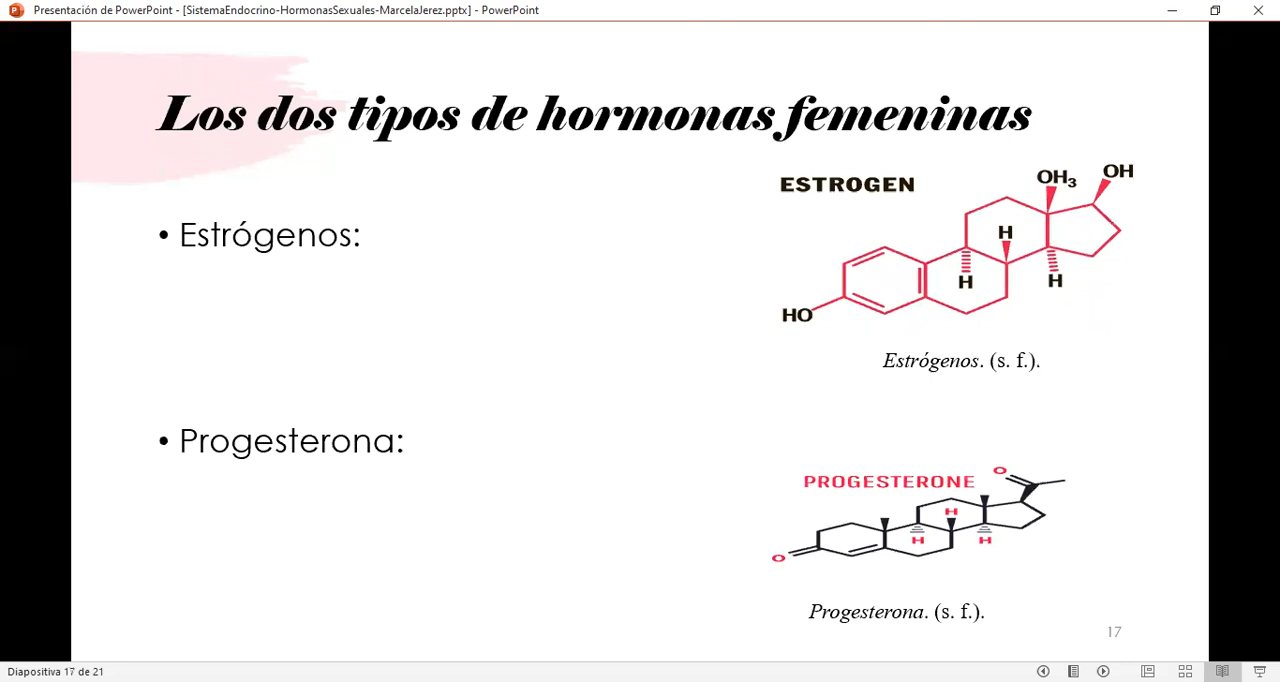 Presentación de PowerPoint - [SistemaEndocrino-HormonasSexuales-MarcelaJerez.pptx] - PowerPoint
Los dos tipos de hormonas femeninas
• Estrógenos:
ESTROGEN
OH3
OH
H
H
H
HO
Estrógenos. (s. f.).
• Progesterona:
PROGESTERONE
O
H
H
H
O
Progesterona. (s. f.).
17
Diapositiva 17 de 21